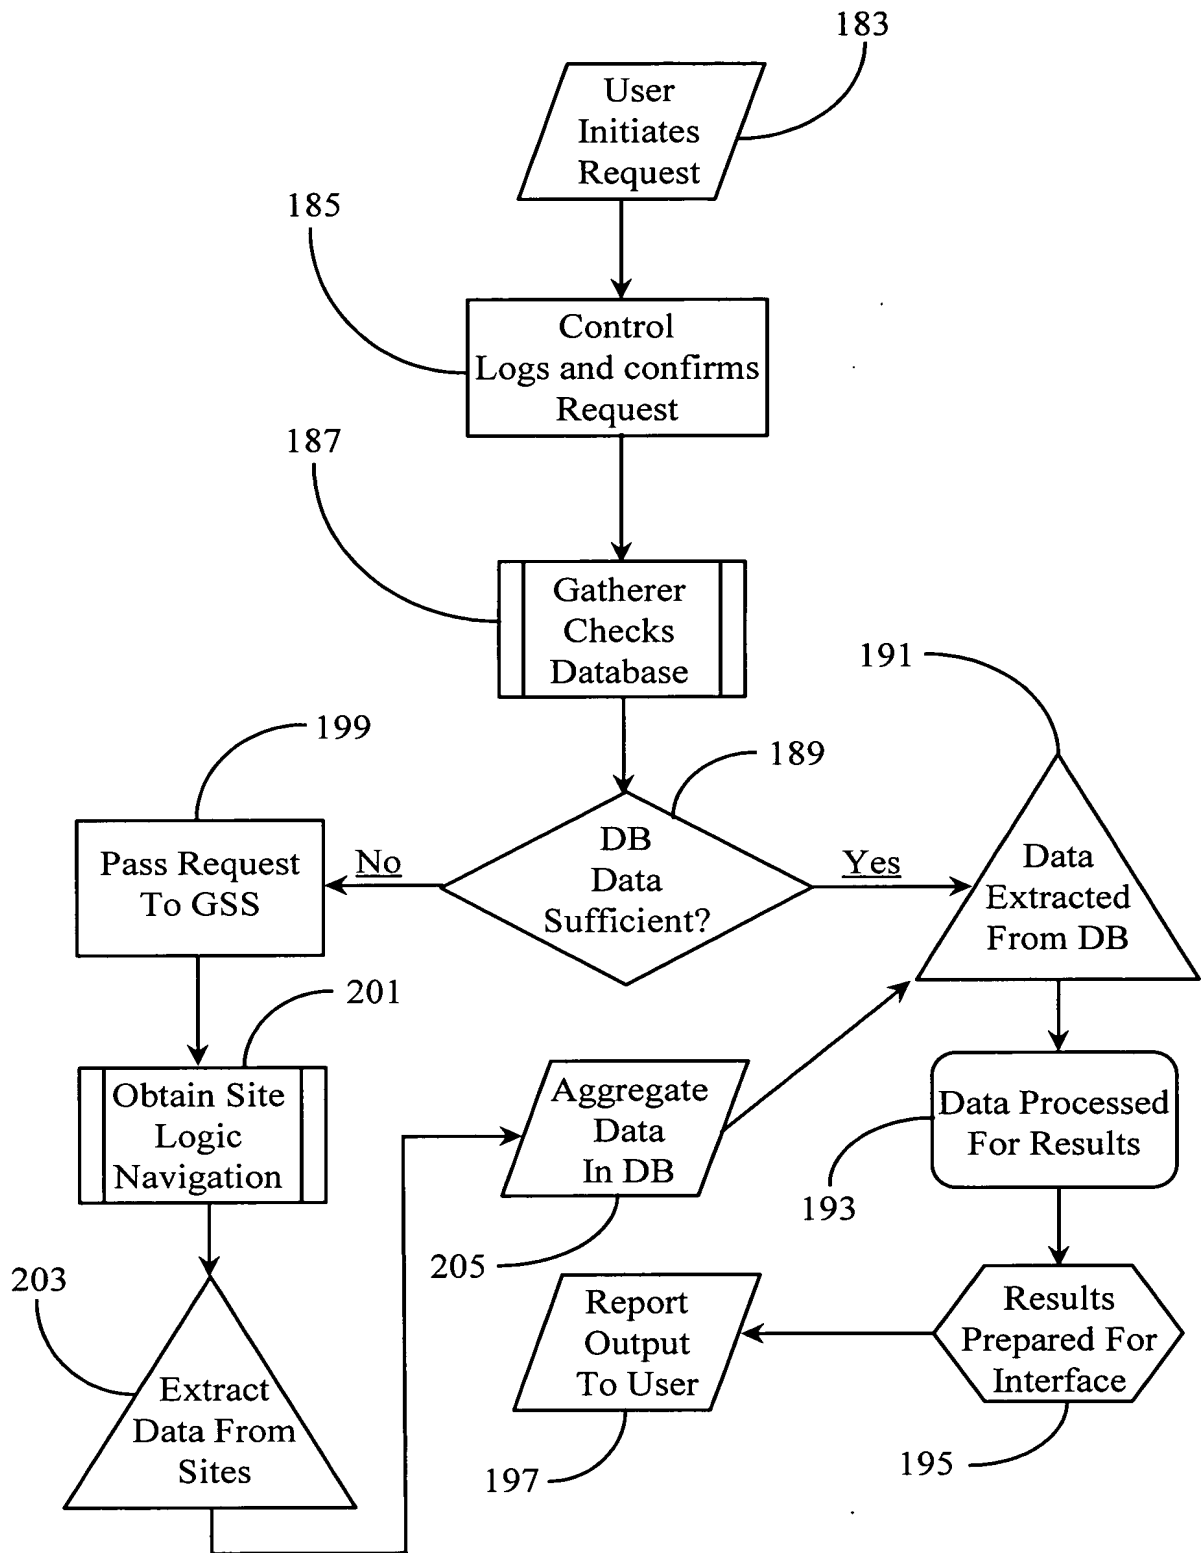 183
User
Initiates
Request
185
Control
Logs and confirms
Request
187
Gatherer
Checks
Database
191
199
189
DB
Data
Sufficient?
No
Yes
Pass Request
To GSS
Data
Extracted
From DB
201
Obtain Site
Logic
Navigation
Aggregate
Data
In DB
Data Processed
For Results
193
205
203
Extract
Data From
Sites
Report
Output
To User
Results
Prepared For
Interface
197
195